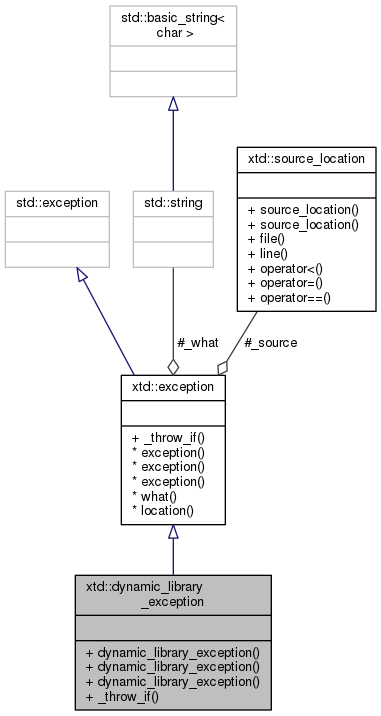 std::basic_string<
char >
xtd::source_location
+ source_location()
+ source_location()
+ file()
+ line()
+ operator<()
+ operator=()
+ operator==()
std::exception
std::string
#_what
#_source
xtd::exception
+ _throw_if()
* exception()
* exception()
* exception()
* what()
* location()
xtd::dynamic_library
_exception
+ dynamic_library_exception()
+ dynamic_library_exception()
+ dynamic_library_exception()
+ _throw_if()